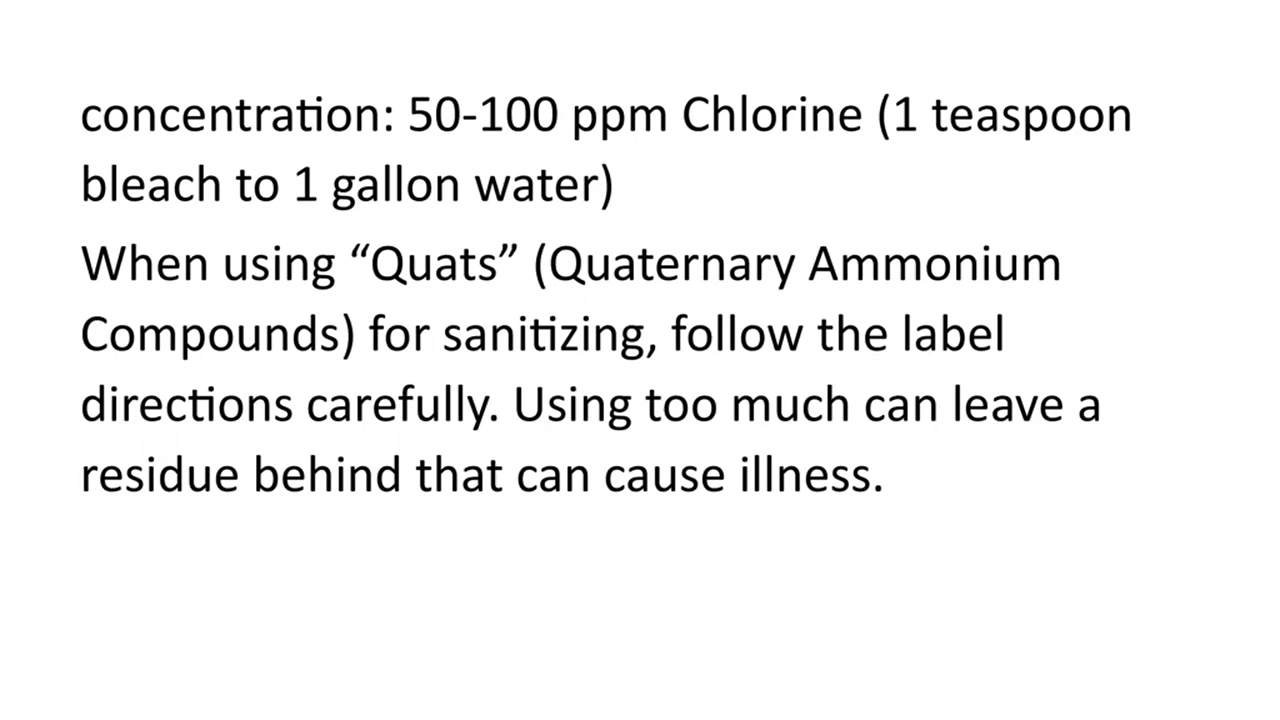 concentration: 50-100 ppm Chlorine (1 teaspoon
bleach to 1 gallon water)
When using “Quats” (Quaternary Ammonium
Compounds) for sanitizing, follow the label
directions carefully. Using too much can leave a
residue behind that can cause illness.